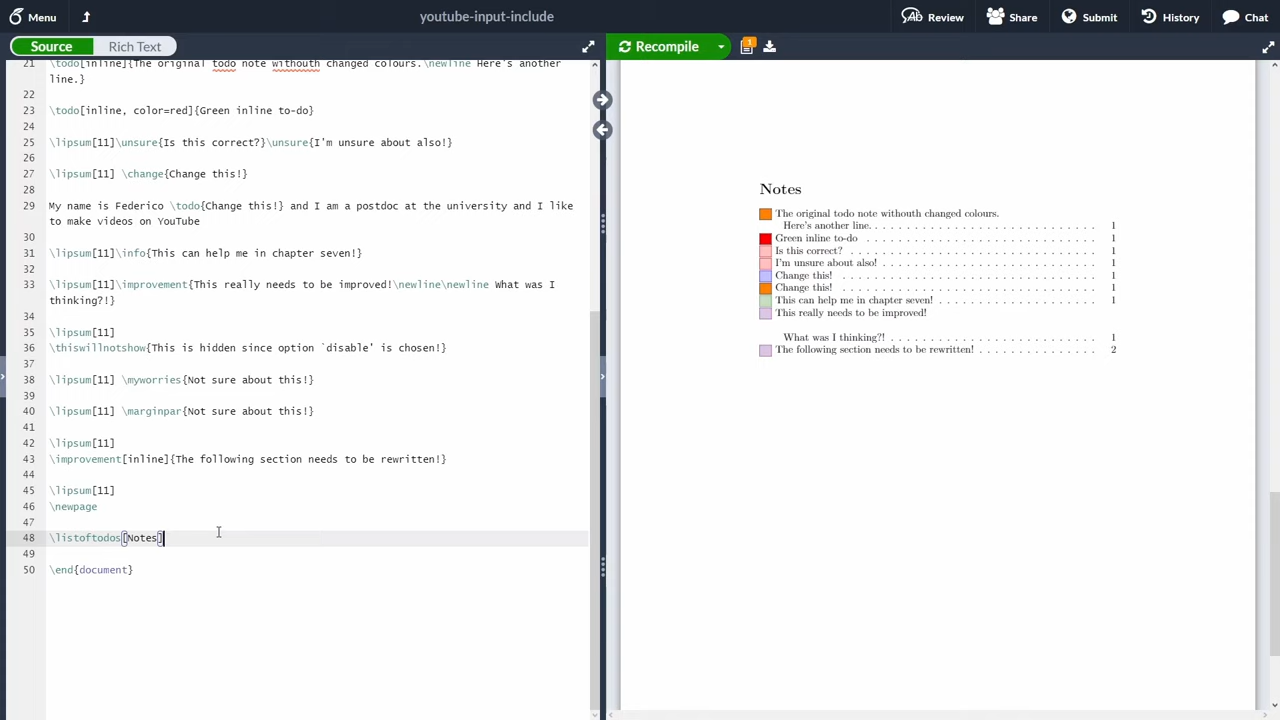 Menu
youtube-input-include
Review
Share
Submit
History
Chat
Source
Rich Text
Recompile
1
21 \todo[inline]{The original todo note withouth changed colours.\newline Here's another
line.}
22
23 \todo[inline, color=red]{Green inline to-do}
24
25 \lipsum[11]\unsure{Is this correct?}\unsure{I'm unsure about also!}
26
27 \lipsum[11] \change{Change this!}
28
29 My name is Federico \todo{Change this!} and I am a postdoc at the university and I like
to make videos on YouTube
30
31 \lipsum[11]\info{This can help me in chapter seven!}
32
33 \lipsum[11]\improvement{This really needs to be improved!\newline\newline What was I
thinking?!}
34
35 \lipsum[11]
36 \thiswillnotshow{This is hidden since option `disable' is chosen!}
37
38 \lipsum[11] \myworries{Not sure about this!}
39
40 \lipsum[11] \marginpar{Not sure about this!}
41
42 \lipsum[11]
43 \improvement[inline]{The following section needs to be rewritten!}
44
45 \lipsum[11]
46 \newpage
47
48 \listoftodos[Notes]
49
50 \end{document}
Notes
The original todo note withouth changed colours.
Here's another line. . . . . . . . . . . . . . . . . . . . . . . . 1
Green inline to-do . . . . . . . . . . . . . . . . . . . . . . . . 1
Is this correct? . . . . . . . . . . . . . . . . . . . . . . . . . 1
I'm unsure about also! . . . . . . . . . . . . . . . . . . . . . . 1
Change this! . . . . . . . . . . . . . . . . . . . . . . . . . . 1
Change this! . . . . . . . . . . . . . . . . . . . . . . . . . . 1
This can help me in chapter seven! . . . . . . . . . . . . . . . . 1
This really needs to be improved!
What was I thinking?! . . . . . . . . . . . . . . . . . . . . . . 1
The following section needs to be rewritten! . . . . . . . . . . . . 2